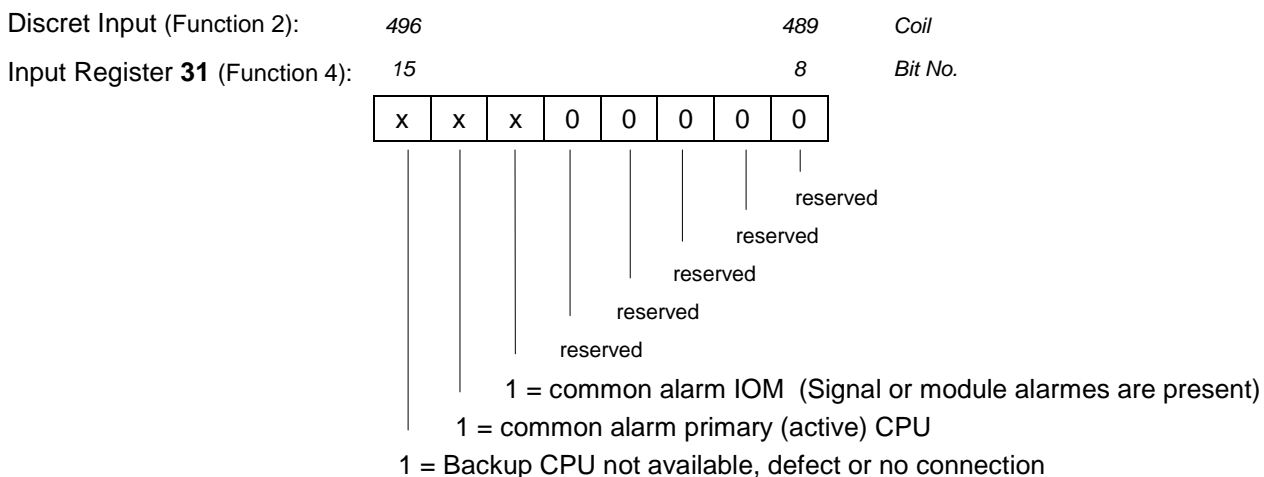 Discret Input (Function 2): 496 489 Coil
Input Register 31 (Function 4): 15 8 Bit No.
x x x 0 0 0 0 0
reserved
reserved
reserved
reserved
reserved
1 = common alarm IOM (Signal or module alarmes are present)
1 = common alarm primary (active) CPU
1 = Backup CPU not available, defect or no connection